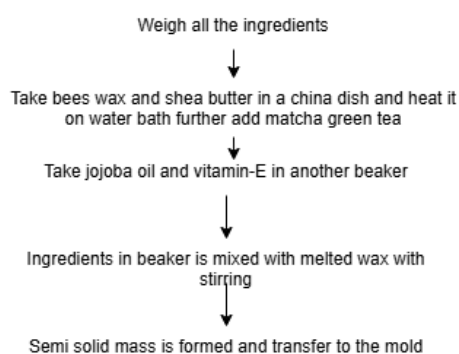 Weigh all the ingredients
Take bees wax and shea butter in a china dish and heat it
on water bath further add matcha green tea
Take jojoba oil and vitamin-E in another beaker
Ingredients in beaker is mixed with melted wax with
stirring
Semi solid mass is formed and transfer to the mold